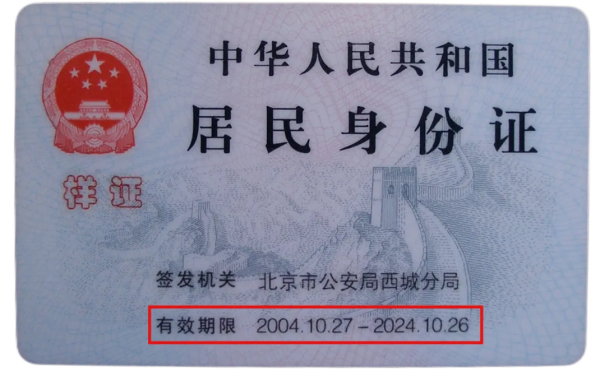 中华人民共和国
居民身份证
样证
签发机关 北京市公安局西城分局
有效期限 2004.10.27-2024.10.26